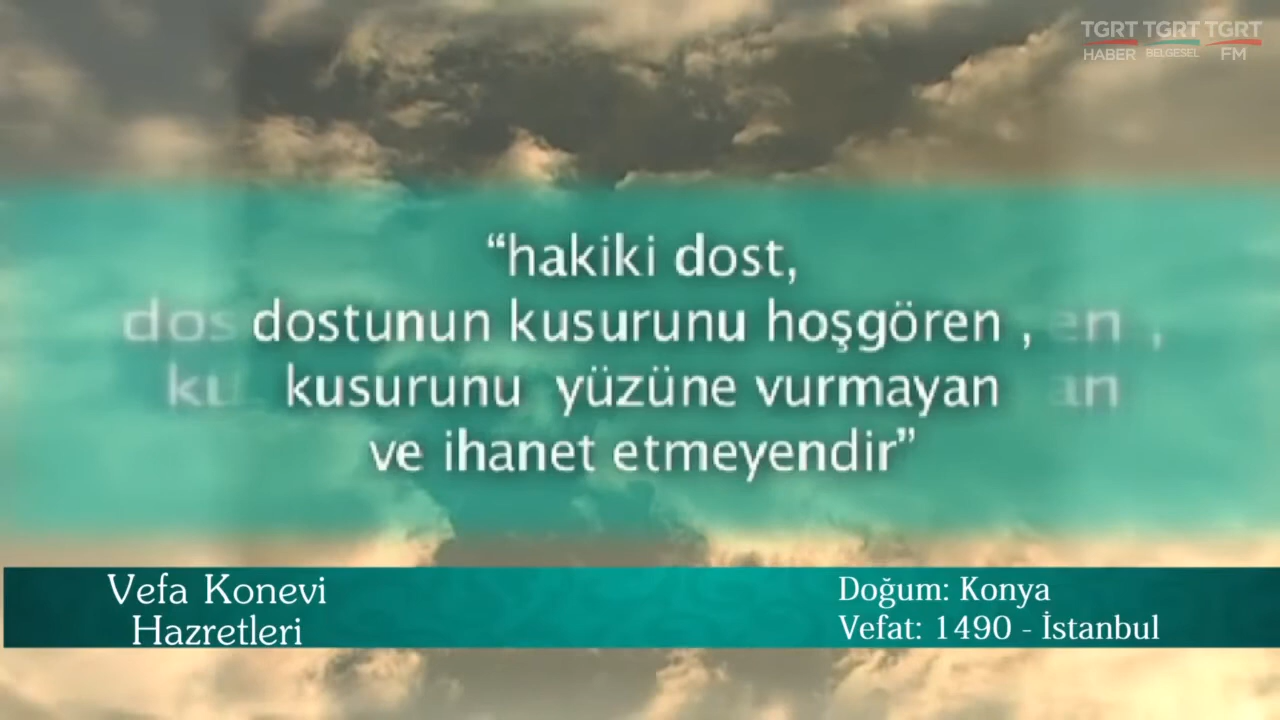 TGRT TGRT TGRT
HABER BELGESEL FM
“hakiki dost,
dostunun kusurunu hoşgören ,
kusurunu yüzüne vurmayan
ve ihanet etmeyendir”
Vefa Konevi
Hazretleri
Doğum: Konya
Vefat: 1490 - İstanbul